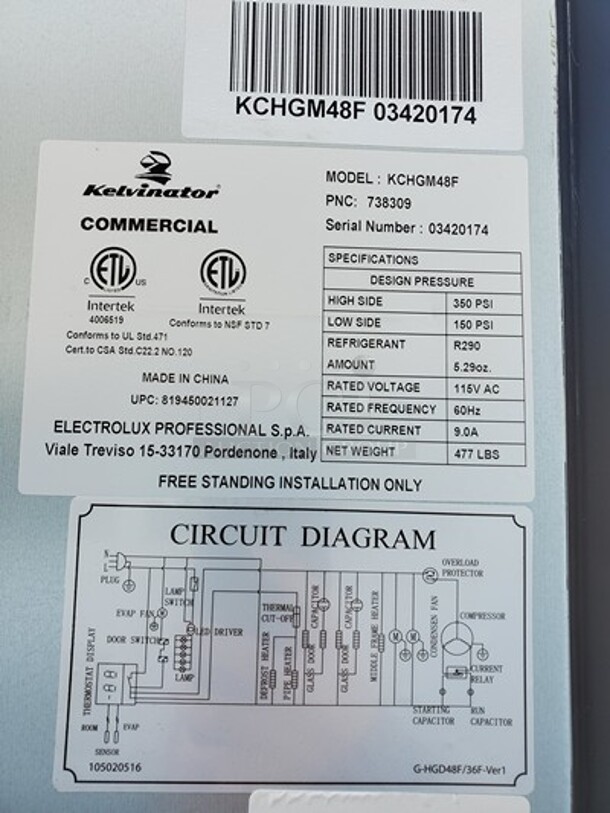 KCHGM48F 03420174
Kelvinator®
COMMERCIAL
C ETL US
LISTED
Intertek
4006519
ETL
Intertek
Conforms to NSF STD 7
Conforms to UL Std.471
Cert.to CSA Std.C22.2 NO.120
MADE IN CHINA
UPC: 819450021127
ELECTROLUX PROFESSIONAL S.p.A.
Viale Treviso 15-33170 Pordenone , Italy
MODEL : KCHGM48F
PNC: 738309
Serial Number : 03420174
SPECIFICATIONS
DESIGN PRESSURE
HIGH SIDE 350 PSI
LOW SIDE 150 PSI
REFRIGERANT R290
AMOUNT 5.29oz.
RATED VOLTAGE 115V AC
RATED FREQUENCY 60Hz
RATED CURRENT 9.0A
NET WEIGHT 477 LBS
FREE STANDING INSTALLATION ONLY
CIRCUIT DIAGRAM
N
L
PLUG
EVAP FAN
M
DOOR SWITCH
LAMP
SWITCH
LED DRIVER
LAMP
THERMOSTAT DISPLAY
ROOM
EVAP
SENSOR
THERMAL
CUT-OFF
DEFROST HEATER
PIPE HEATER
GLASS DOOR
CAPACITOR
GLASS DOOR
CAPACITOR
MIDDLE FRAME HEATER
M
M
CONDENSEN FAN
OVERLOAD
PROTECTOR
COMPRESSOR
CURRENT
RELAY
STARTING
CAPACITOR
RUN
CAPACITOR
105020516
G-HGD48F/36F-Ver1